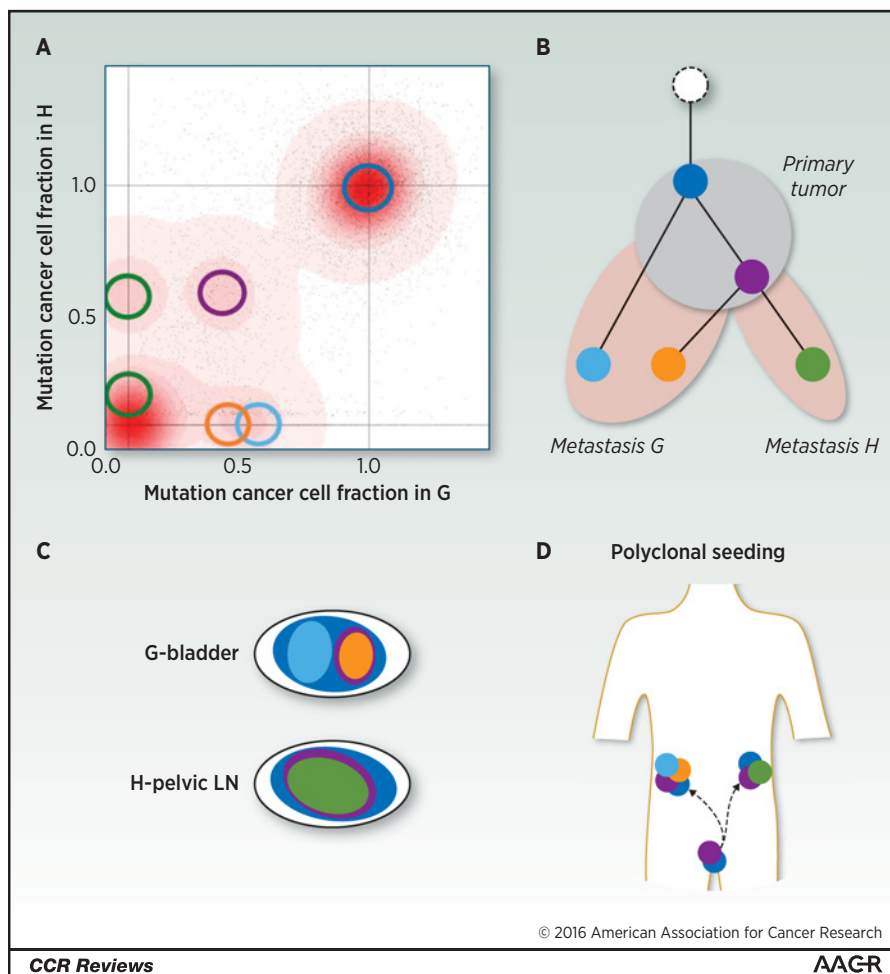 A
Mutation cancer cell fraction in H
1.0
0.5
0.0
0.0
0.5
1.0
Mutation cancer cell fraction in G
B
Primary
tumor
Metastasis G
Metastasis H
C
G-bladder
H-pelvic LN
D
Polyclonal seeding
© 2016 American Association for Cancer Research
CCR Reviews
AACR